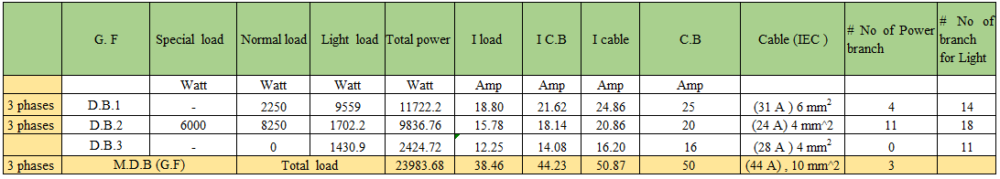 G. F Special load Normal load Light load Total power I load I C.B I cable C.B Cable (IEC ) # No of Power branch # No of branch for Light
Watt Watt Watt Watt Amp Amp Amp Amp
3 phases D.B.1 - 2250 9559 11722.2 18.80 21.62 24.86 25 (31 A ) 6 mm² 4 14
3 phases D.B.2 6000 8250 1702.2 9836.76 15.78 18.14 20.86 20 (24 A) 4 mm^2 11 18
D.B.3 - 0 1430.9 2424.72 12.25 14.08 16.20 16 (28 A ) 4 mm² 0 11
3 phases M.D.B (G.F) Total load 23983.68 38.46 44.23 50.87 50 (44 A) , 10 mm^2 3